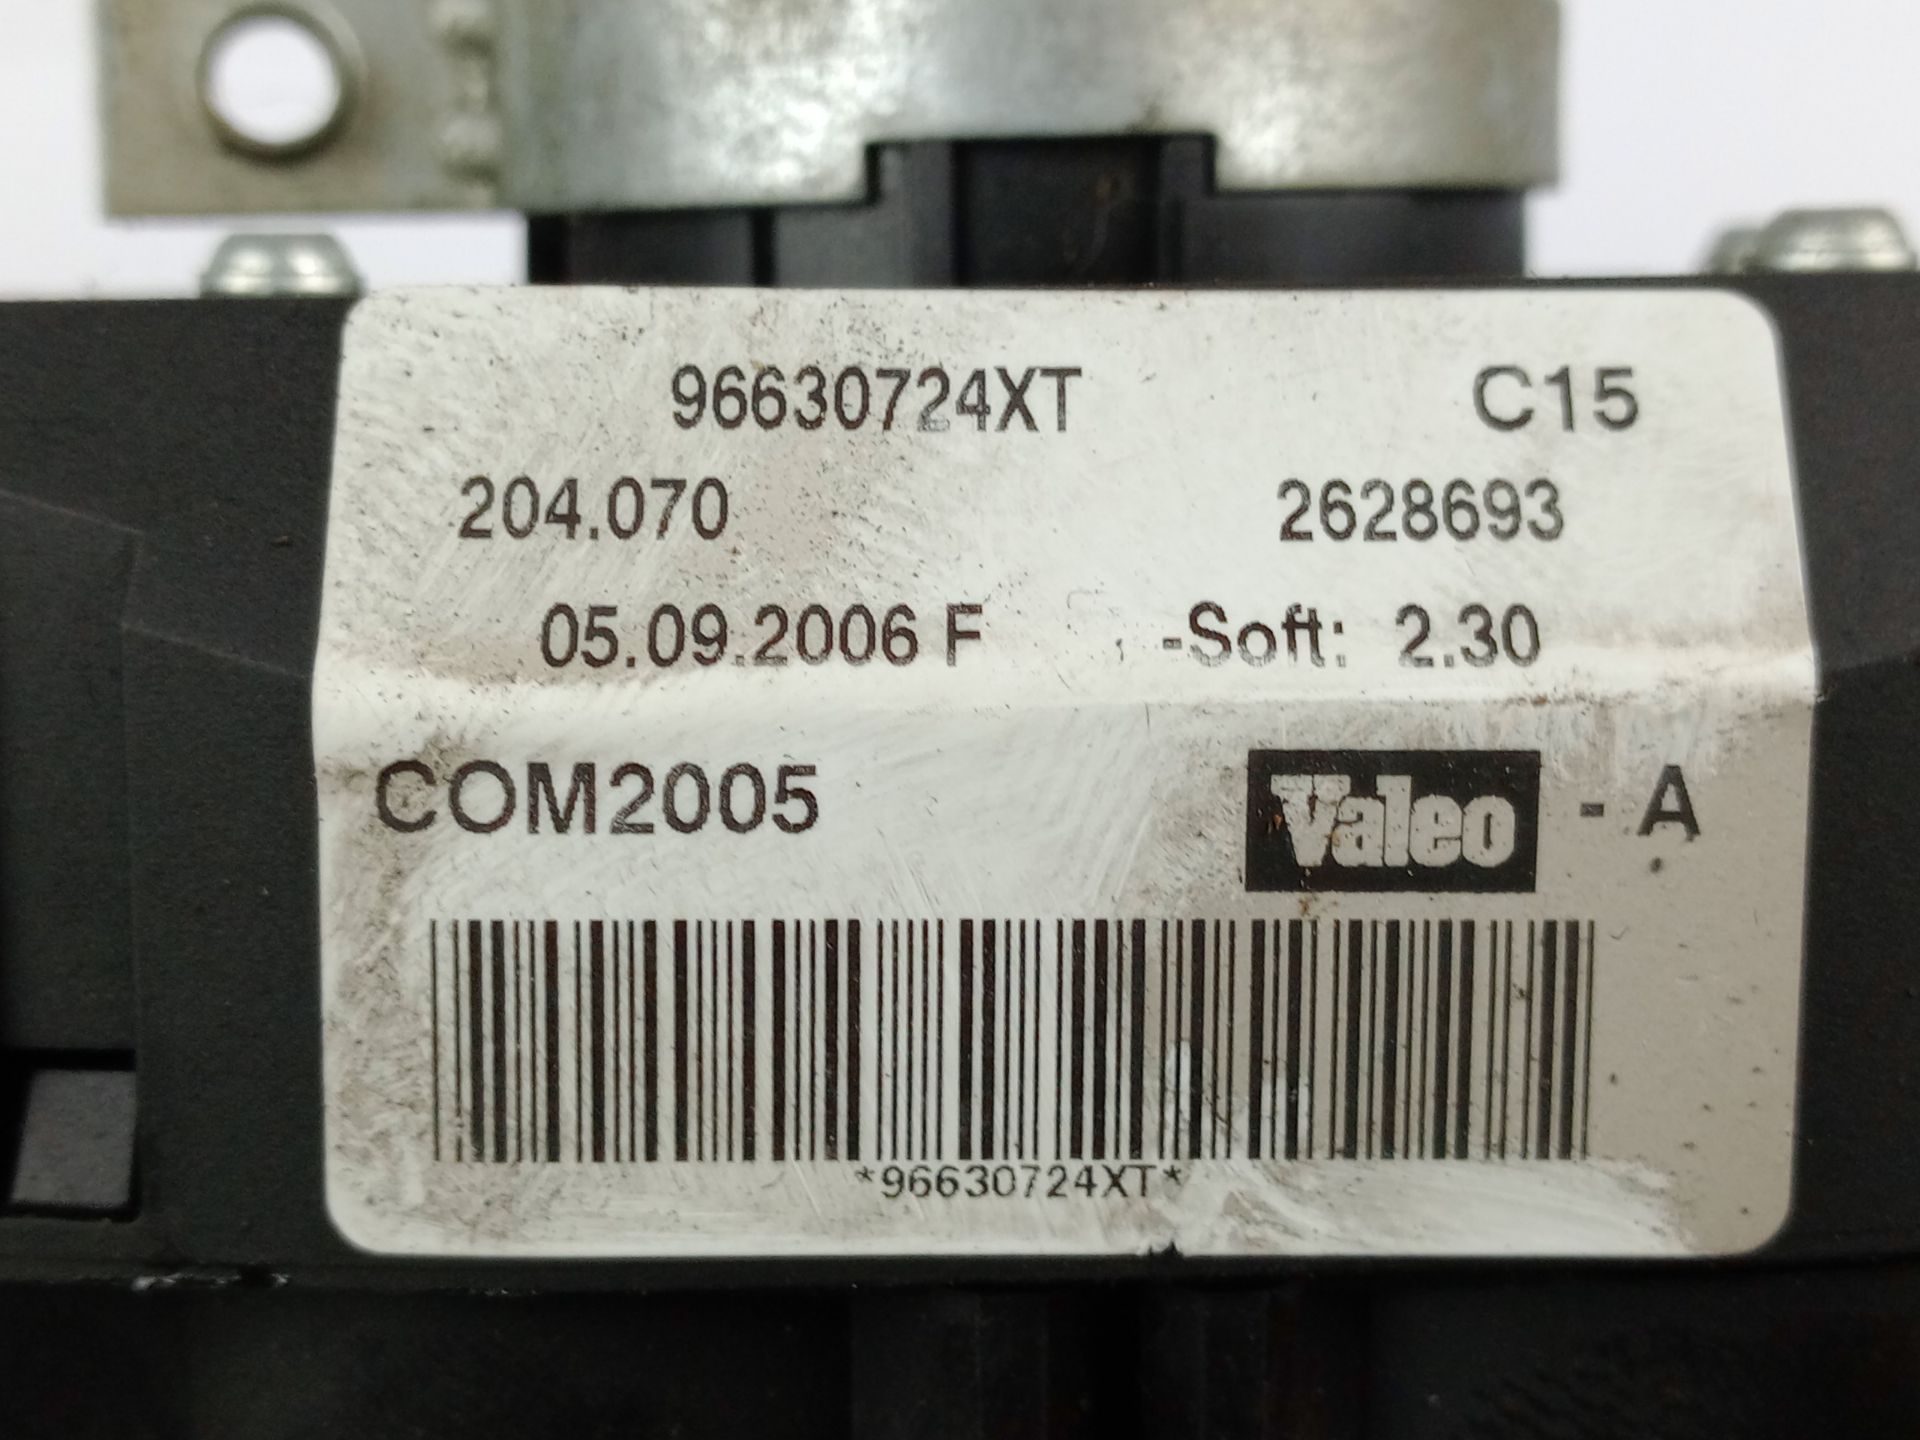 96630724XT C15
204.070 2628693
05.09.2006 F -Soft: 2.30
COM2005 Valeo - A
*96630724XT*